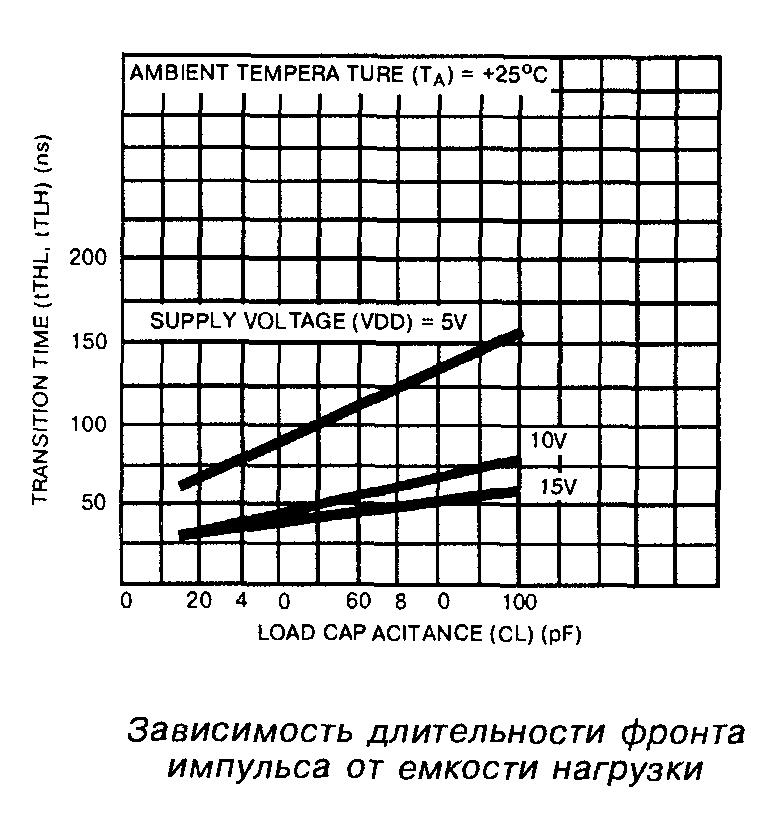 AMBIENT TEMPERA TURE (TA) = +25°C
TRANSITION TIME (tTHL, tTLH) (ns)
200
SUPPLY VOLTAGE (VDD) = 5V
150
100
10V
50
15V
0 20 4 0 60 8 0 100
LOAD CAP ACITANCE (CL) (pF)
Зависимость длительности фронта
импульса от емкости нагрузки